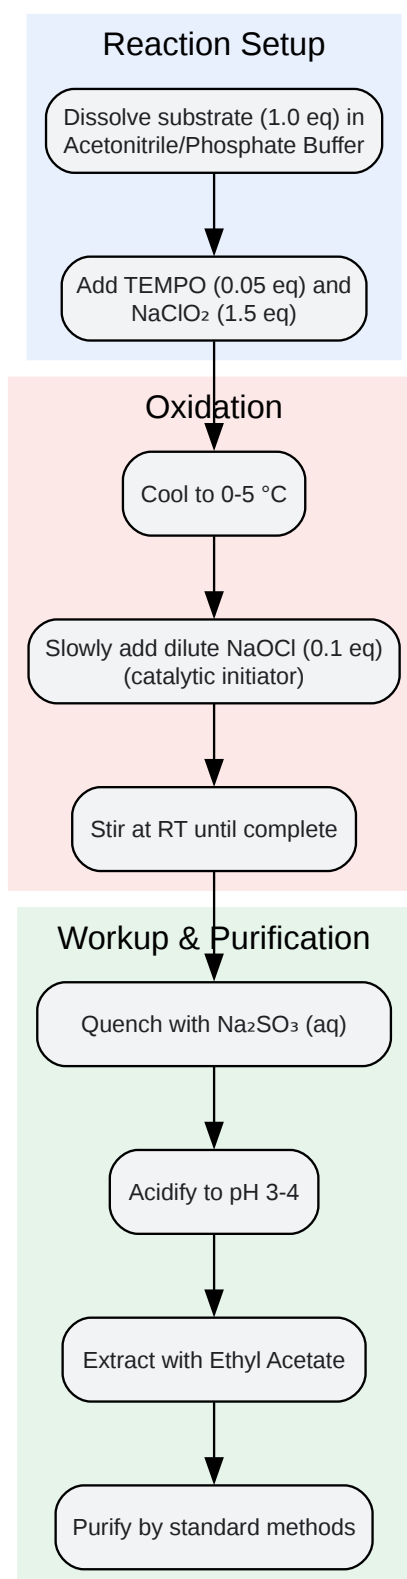 Reaction Setup
Dissolve substrate (1.0 eq) in
Acetonitrile/Phosphate Buffer
Add TEMPO (0.05 eq) and
NaClO₂ (1.5 eq)
Oxidation
Cool to 0-5 °C
Slowly add dilute NaOCl (0.1 eq)
(catalytic initiator)
Stir at RT until complete
Workup & Purification
Quench with Na₂SO₃ (aq)
Acidify to pH 3-4
Extract with Ethyl Acetate
Purify by standard methods